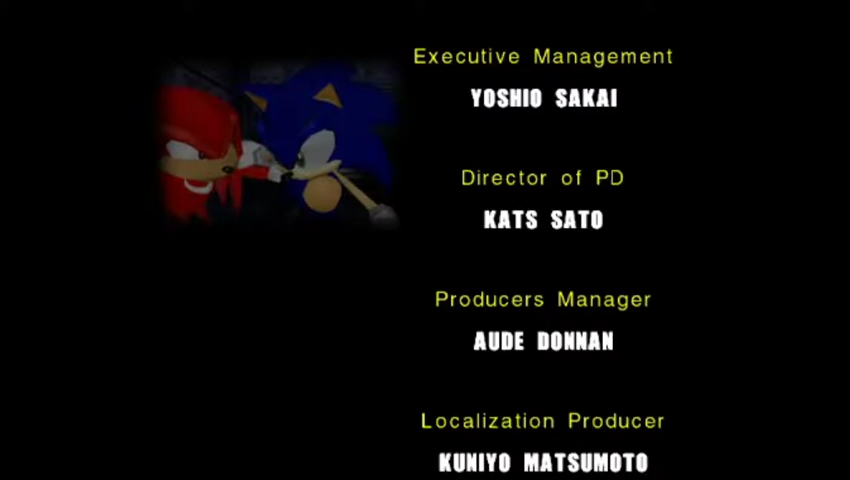 Executive Management
YOSHIO SAKAI
Director of PD
KATS SATO
Producers Manager
AUDE DONNAN
Localization Producer
KUNIYO MATSUMOTO